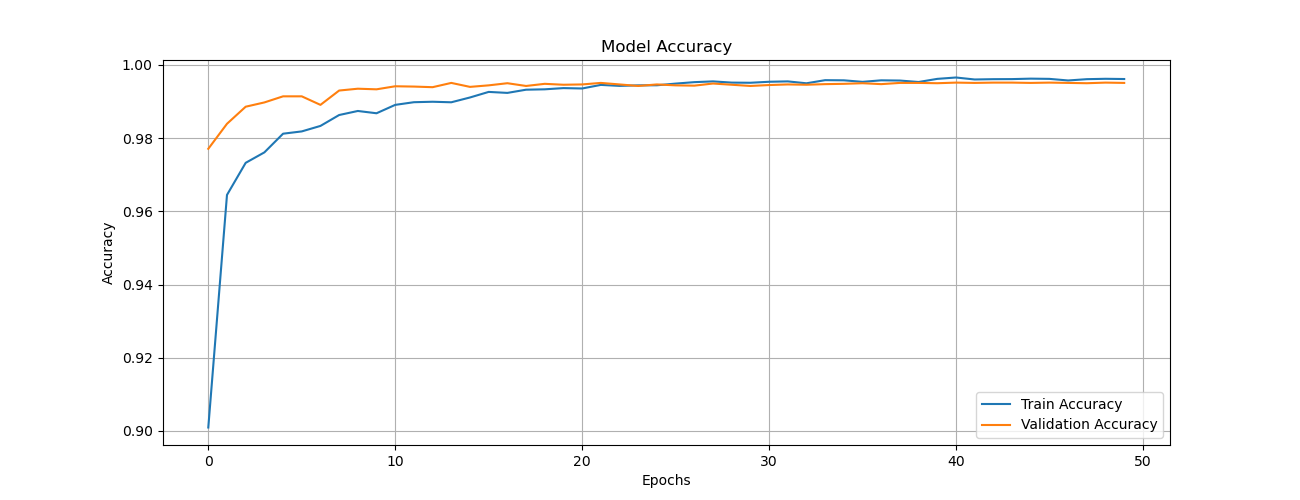 Model Accuracy
1.00
0.98
0.96
0.94
0.92
0.90
Accuracy
0 10 20 30 40 50
Epochs
Train Accuracy
Validation Accuracy